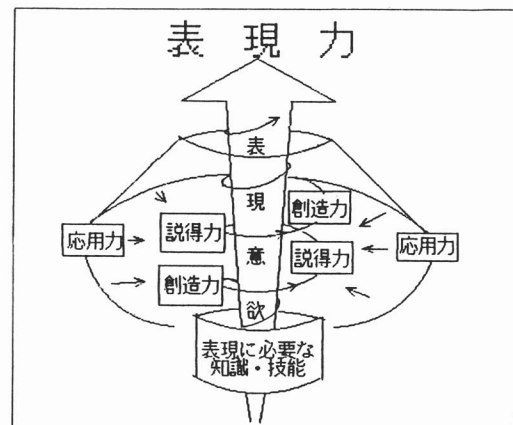 表現力
表
現
意
欲
創造力
説得力
応用力
説得力
応用力
創造力
表現に必要な
知識・技能